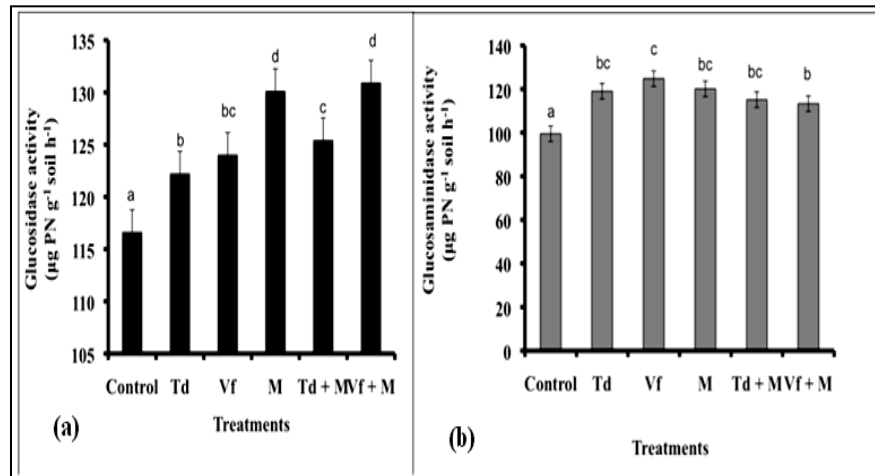 Glucosidase activity
(µg PN g⁻¹ soil h⁻¹)
135
130
125
120
115
110
105
a
b
bc
d
c
d
Control Td Vf M Td + M Vf + M
Treatments
(a)
Glucosaminidase activity
(µg PN g⁻¹ soil h⁻¹)
140
120
100
80
60
40
20
0
a
bc
c
bc
bc
b
Control Td Vf M Td + M Vf + M
Treatments
(b)